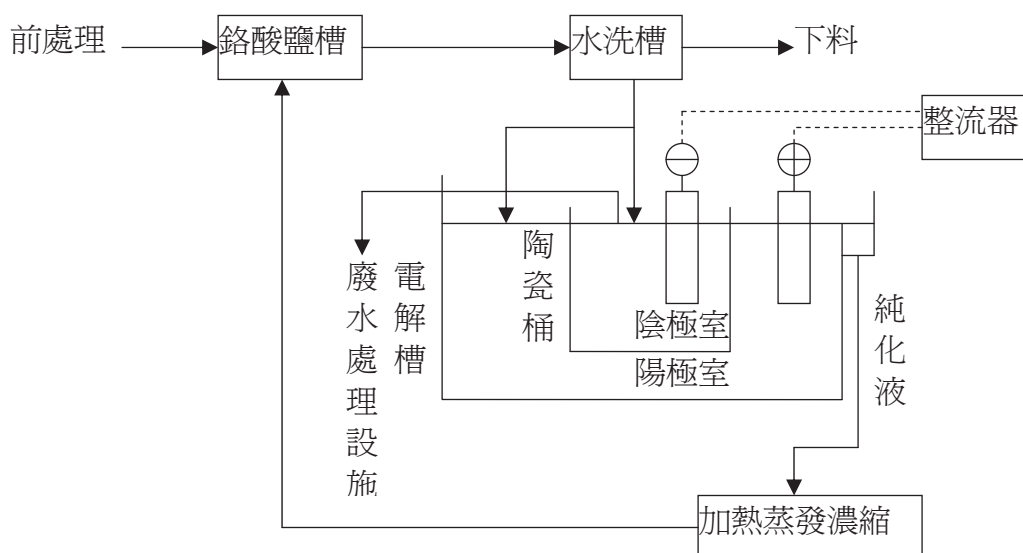 前處理
鉻酸鹽槽
水洗槽
下料
整流器
廢水處理設施
電解槽
陶瓷桶
陰極室
陽極室
純化液
加熱蒸發濃縮